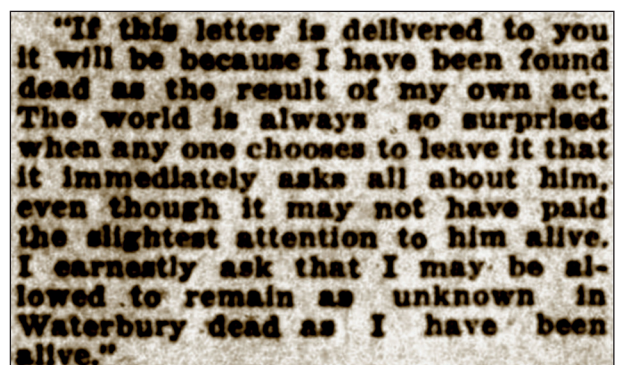 "If this letter is delivered to you
it will be because I have been found
dead as the result of my own act.
The world is always so surprised
when any one chooses to leave it that
it immediately asks all about him,
even though it may not have paid
the slightest attention to him alive.
I earnestly ask that I may be al-
lowed to remain as unknown in
Waterbury dead as I have been
alive."